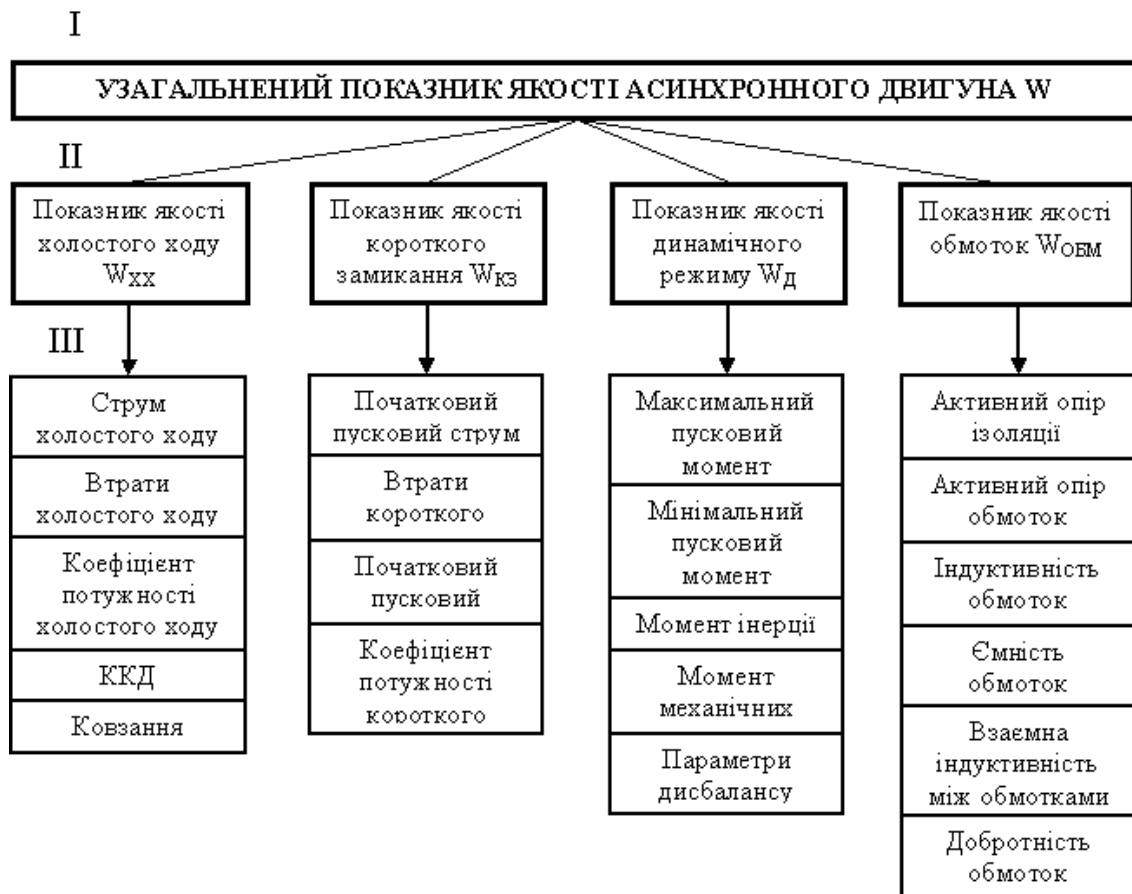 I
УЗАГАЛЬНЕНИЙ ПОКАЗНИК ЯКОСТІ АСИНХРОННОГО ДВИГУНА W
II
Показник якості
холостого ходу
WХХ
Показник якості
короткого
замикання WКЗ
Показник якості
динамічного
режиму WД
Показник якості
обмоток WОБМ
III
Струм
холостого ходу
Втрати
холостого ходу
Коефіцієнт
потужності
холостого ходу
ККД
Ковзання
Початковий
пусковий струм
Втрати
короткого
Початковий
пусковий
Коефіцієнт
потужності
короткого
Максимальний
пусковий
момент
Мінімальний
пусковий
момент
Момент інерції
Момент
механічних
Параметри
дисбалансу
Активний опір
ізоляції
Активний опір
обмоток
Індуктивність
обмоток
Ємність
обмоток
Взаємна
індуктивність
між обмотками
Добротність
обмоток